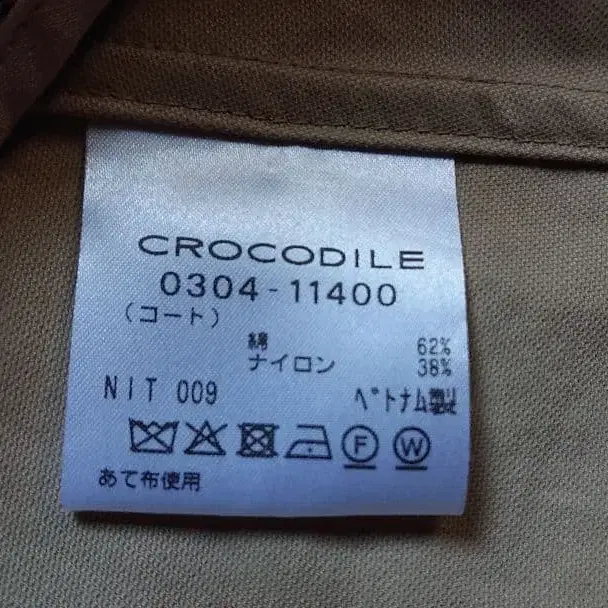 CROCODILE
0304-11400
(コート)
綿 62%
ナイロン 38%
NIT 009 ベトナム製
F W
あて布使用